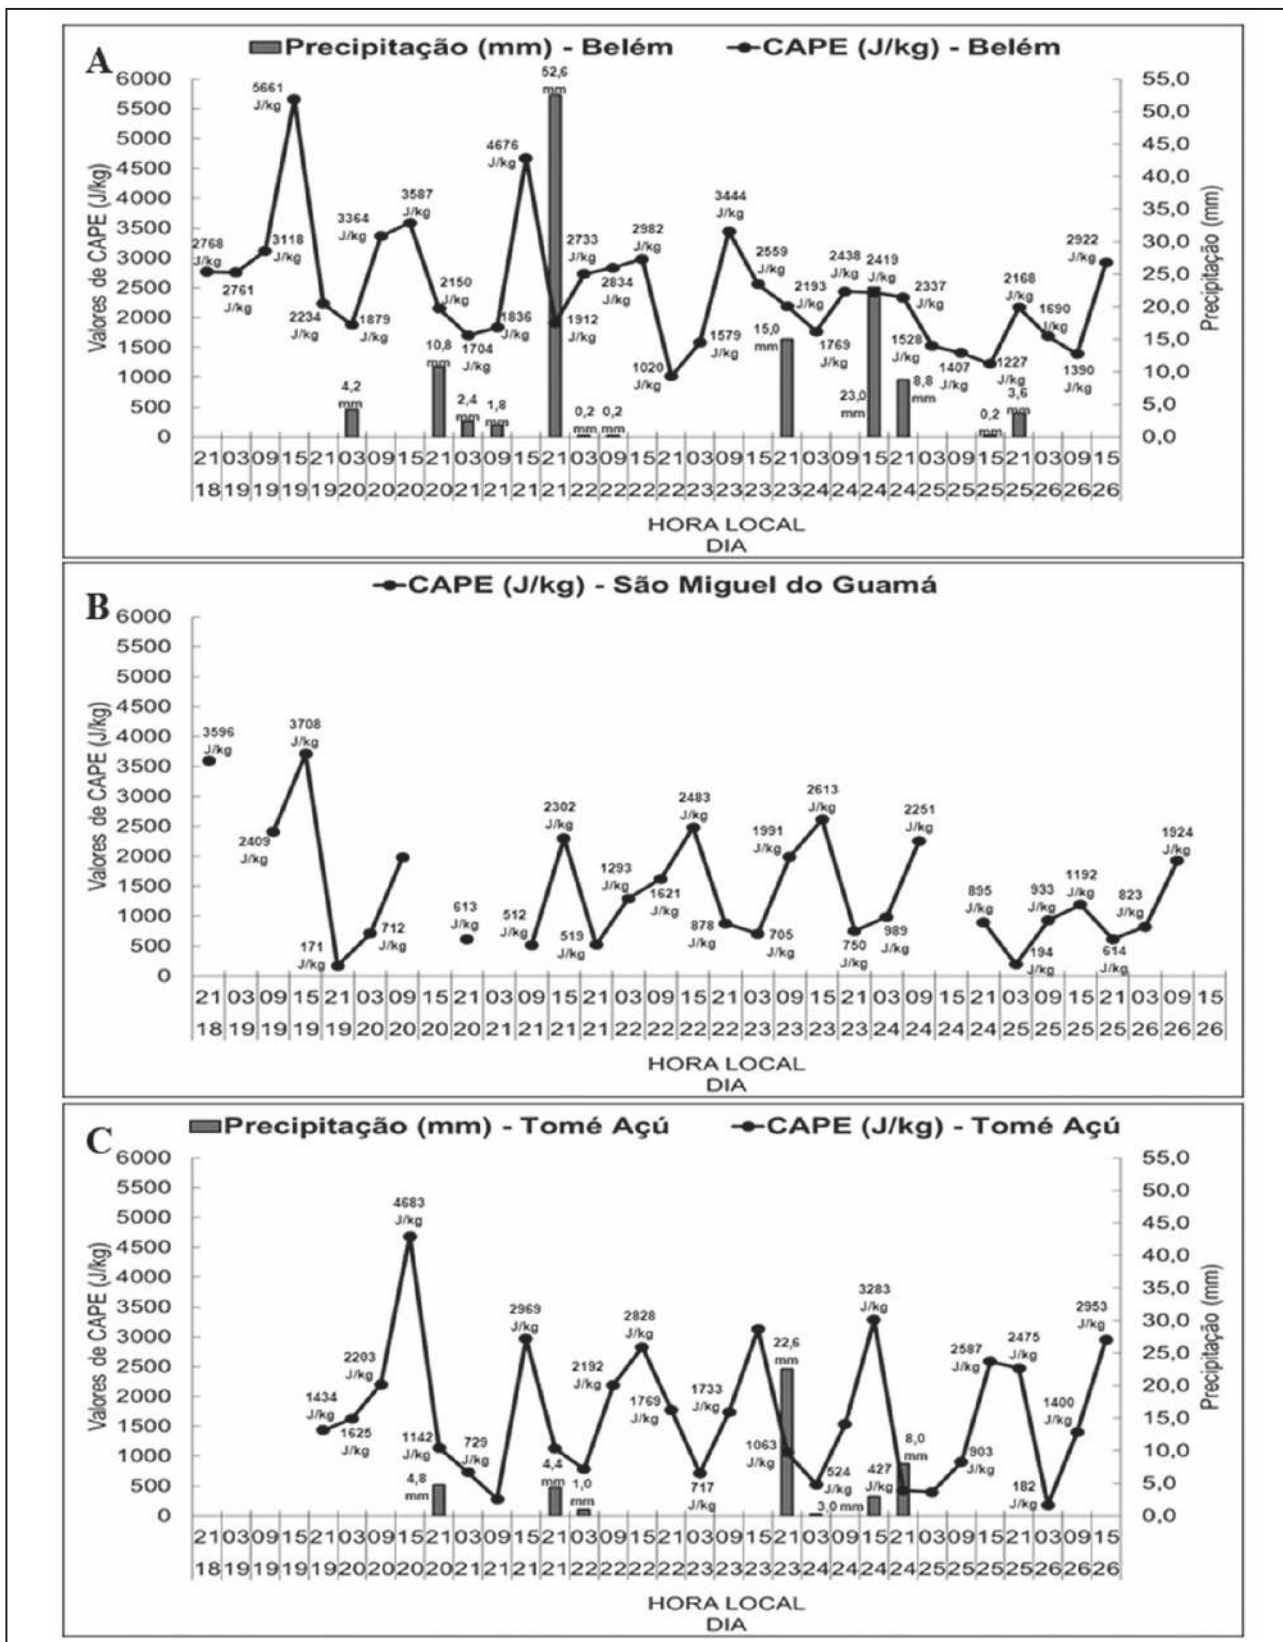 A
Precipitação (mm) - Belém
CAPE (J/kg) - Belém
Valores de CAPE (J/kg)
6000
5500
5000
4500
4000
3500
3000
2500
2000
1500
1000
500
0
2768 J/kg
2761 J/kg
3118 J/kg
5661 J/kg
2234 J/kg
1879 J/kg
3364 J/kg
3587 J/kg
2150 J/kg
1704 J/kg
1836 J/kg
4676 J/kg
1912 J/kg
2733 J/kg
2834 J/kg
2982 J/kg
1020 J/kg
1579 J/kg
3444 J/kg
2559 J/kg
2193 J/kg
1769 J/kg
2438 J/kg
2419 J/kg
2337 J/kg
1528 J/kg
1407 J/kg
1227 J/kg
2168 J/kg
1690 J/kg
1390 J/kg
2922 J/kg
4,2 mm
10,8 mm
2,4 mm
1,8 mm
52,6 mm
0,2 mm
0,2 mm
15,0 mm
23,0 mm
8,8 mm
0,2 mm
3,6 mm
55,0
50,0
45,0
40,0
35,0
30,0
25,0
20,0
15,0
10,0
5,0
0,0
Precipitação (mm)
21 03 09 15 21 03 09 15 21 03 09 15 21 03 09 15 21 03 09 15 21 03 09 15 21 03 09 15 21 03 09 15
18 19 19 19 19 20 20 20 20 21 21 21 21 22 22 22 22 23 23 23 23 24 24 24 24 25 25 25 25 26 26 26
HORA LOCAL
DIA
B
CAPE (J/kg) - São Miguel do Guamá
Valores de CAPE (J/kg)
6000
5500
5000
4500
4000
3500
3000
2500
2000
1500
1000
500
0
3596 J/kg
2409 J/kg
3708 J/kg
171 J/kg
712 J/kg
613 J/kg
512 J/kg
2302 J/kg
519 J/kg
1293 J/kg
1621 J/kg
2483 J/kg
878 J/kg
705 J/kg
1991 J/kg
2613 J/kg
750 J/kg
989 J/kg
2251 J/kg
895 J/kg
194 J/kg
933 J/kg
1192 J/kg
614 J/kg
823 J/kg
1924 J/kg
21 03 09 15 21 03 09 15 21 03 09 15 21 03 09 15 21 03 09 15 21 03 09 15 21 03 09 15 21 03 09 15
18 19 19 19 19 20 20 20 20 21 21 21 21 22 22 22 22 23 23 23 23 24 24 24 24 25 25 25 25 26 26 26
HORA LOCAL
DIA
C
Precipitação (mm) - Tomé Açú
CAPE (J/kg) - Tomé Açú
Valores de CAPE (J/kg)
6000
5500
5000
4500
4000
3500
3000
2500
2000
1500
1000
500
0
1434 J/kg
1625 J/kg
2203 J/kg
4683 J/kg
1142 J/kg
729 J/kg
2969 J/kg
2192 J/kg
2828 J/kg
1769 J/kg
717 J/kg
1733 J/kg
1063 J/kg
524 J/kg
3283 J/kg
427 J/kg
903 J/kg
2587 J/kg
2475 J/kg
182 J/kg
1400 J/kg
2953 J/kg
4,8 mm
4,4 mm
1,0 mm
22,6 mm
3,0 mm
8,0 mm
55,0
50,0
45,0
40,0
35,0
30,0
25,0
20,0
15,0
10,0
5,0
0,0
Precipitação (mm)
21 03 09 15 21 03 09 15 21 03 09 15 21 03 09 15 21 03 09 15 21 03 09 15 21 03 09 15 21 03 09 15
18 19 19 19 19 20 20 20 20 21 21 21 21 22 22 22 22 23 23 23 23 24 24 24 24 25 25 25 25 26 26 26
HORA LOCAL
DIA